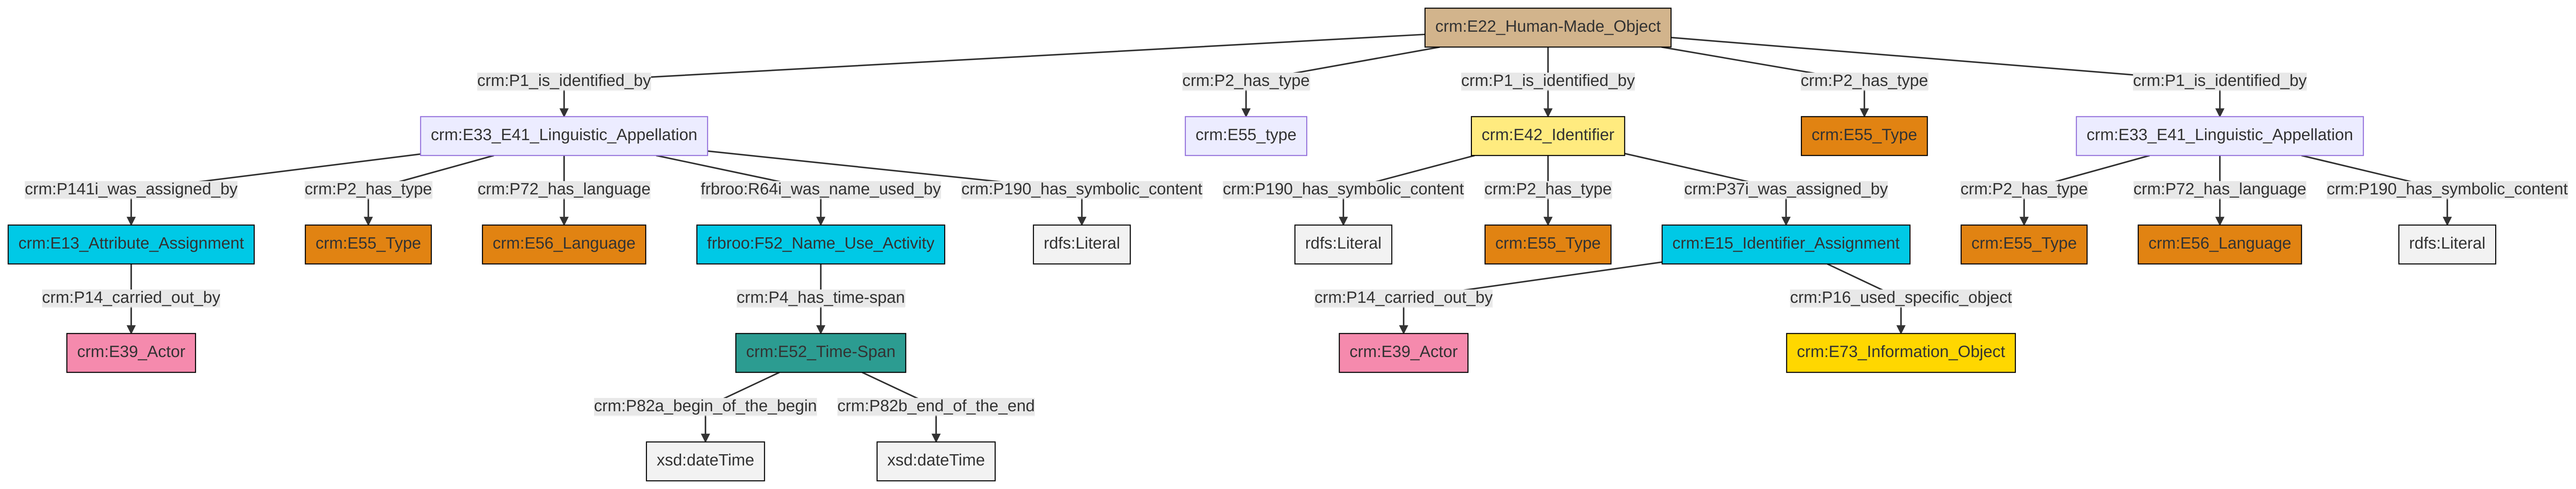 crm:E22_Human-Made_Object
crm:P1_is_identified_by
crm:P2_has_type
crm:P1_is_identified_by
crm:P2_has_type
crm:P1_is_identified_by
crm:E33_E41_Linguistic_Appellation
crm:E55_type
crm:E42_Identifier
crm:E55_Type
crm:E33_E41_Linguistic_Appellation
crm:P141i_was_assigned_by
crm:P2_has_type
crm:P72_has_language
frbroo:R64i_was_name_used_by
crm:P190_has_symbolic_content
crm:P190_has_symbolic_content
crm:P2_has_type
crm:P37i_was_assigned_by
crm:P2_has_type
crm:P72_has_language
crm:P190_has_symbolic_content
crm:E13_Attribute_Assignment
crm:E55_Type
crm:E56_Language
frbroo:F52_Name_Use_Activity
rdfs:Literal
rdfs:Literal
crm:E55_Type
crm:E15_Identifier_Assignment
crm:E55_Type
crm:E56_Language
rdfs:Literal
crm:P14_carried_out_by
crm:P4_has_time-span
crm:P14_carried_out_by
crm:P16_used_specific_object
crm:E39_Actor
crm:E52_Time-Span
crm:E39_Actor
crm:E73_Information_Object
crm:P82a_begin_of_the_begin
crm:P82b_end_of_the_end
xsd:dateTime
xsd:dateTime